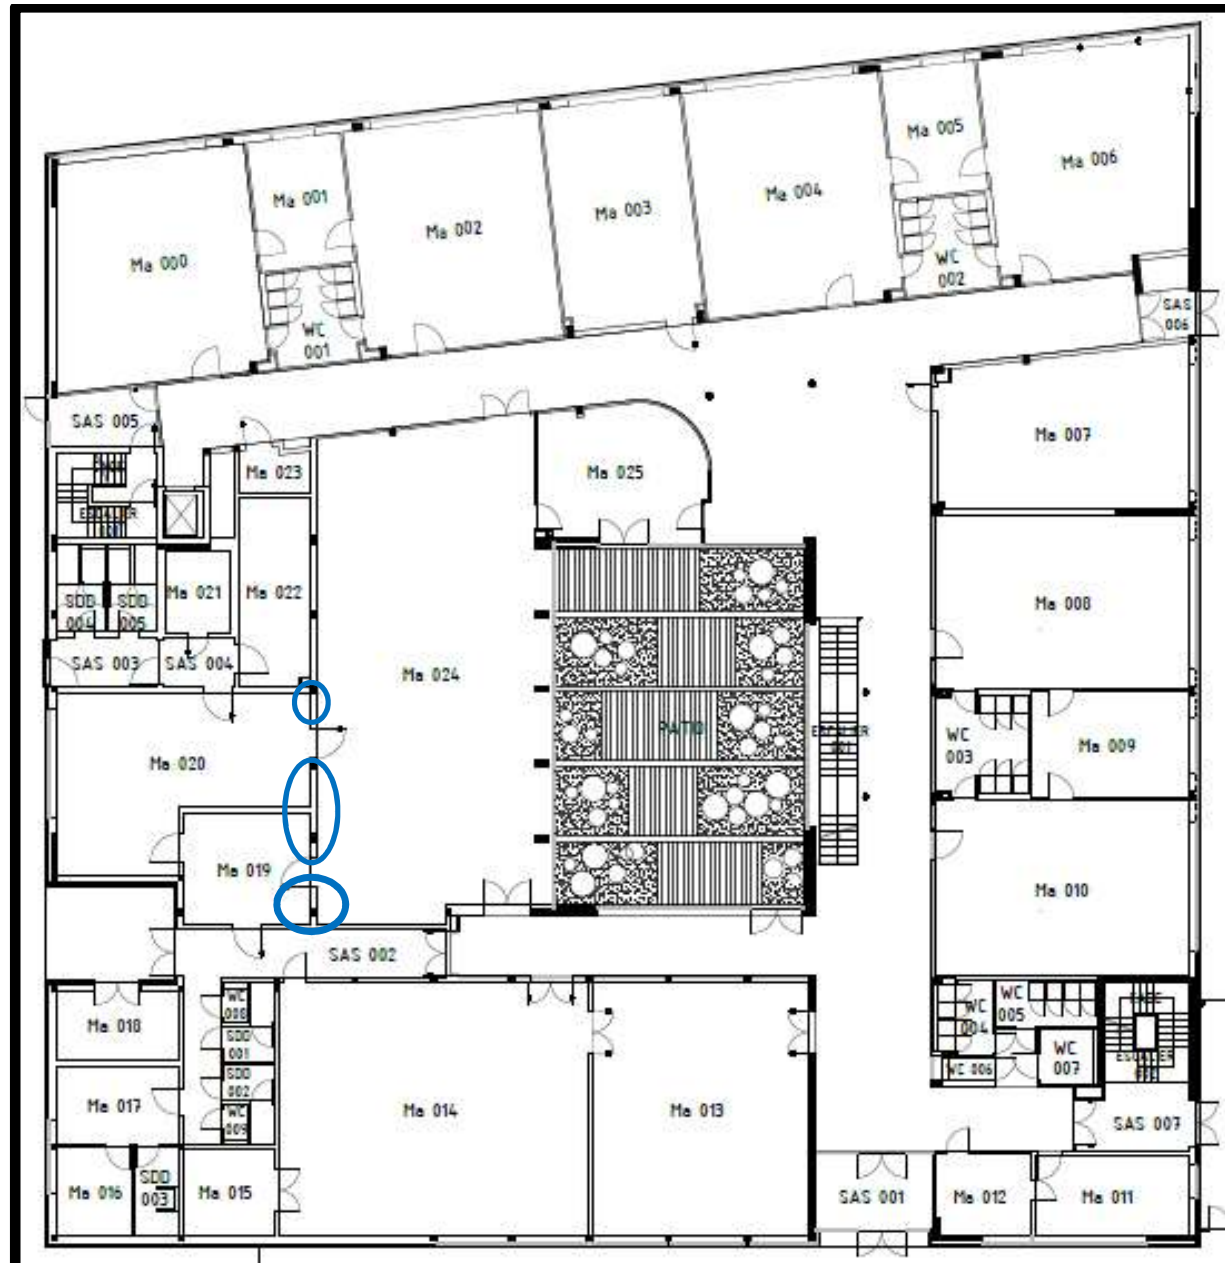 Ma 005
Ma 006
Ma 004
Ma 001
Ma 003
Ma 002
WC
002
Ma 000
SAS
006
WC
001
SAS 005
Ma 007
Ma 023
Ma 025
ESCALIER
Ma 021
Ma 022
SDD
004
SDD
005
Ma 008
SAS 003
SAS 004
Ma 024
PATIO
ESCALIER
001
WC
003
Ma 009
Ma 020
Ma 019
Ma 010
SAS 002
WC
008
WC
004
WC
005
Ma 018
SDD
001
WC
007
ESCALIER
WC 006
SDD
002
Ma 017
WC
009
Ma 014
Ma 013
SAS 007
Ma 016
SDD
003
Ma 015
SAS 001
Ma 012
Ma 011